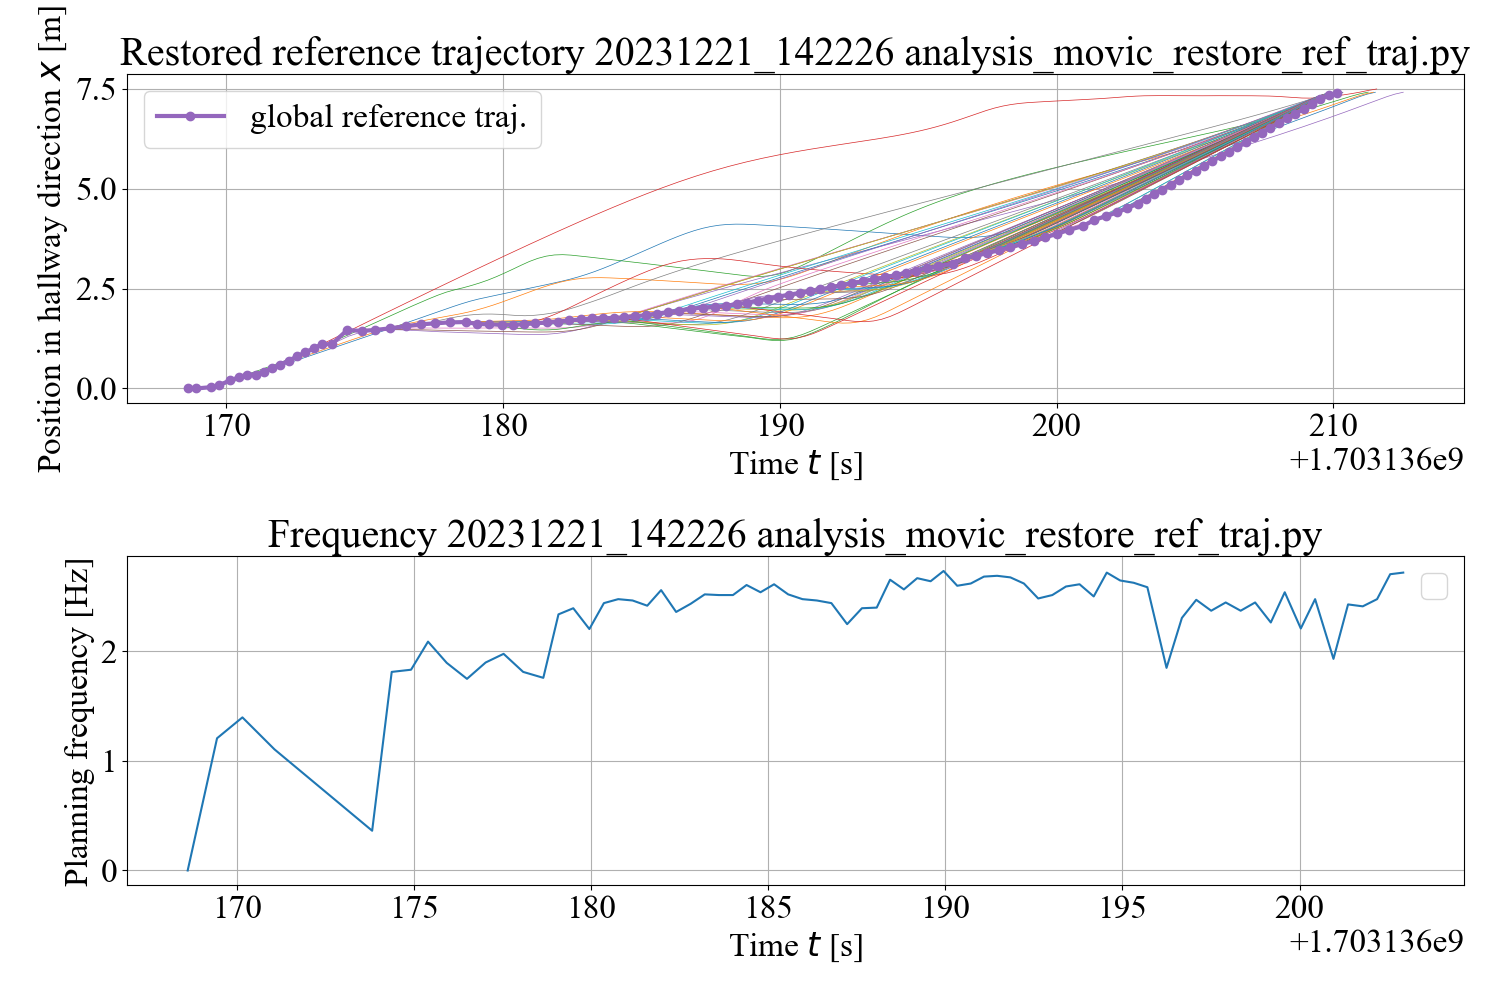 Restored reference trajectory 20231221_142226 analysis_movic_restore_ref_traj.py
Position in hallway direction x [m]
7.5
5.0
2.5
0.0
global reference traj.
170 180 190 200 210
Time t [s]
+1.703136e9
Frequency 20231221_142226 analysis_movic_restore_ref_traj.py
Planning frequency [Hz]
2
1
0
170 175 180 185 190 195 200
Time t [s]
+1.703136e9